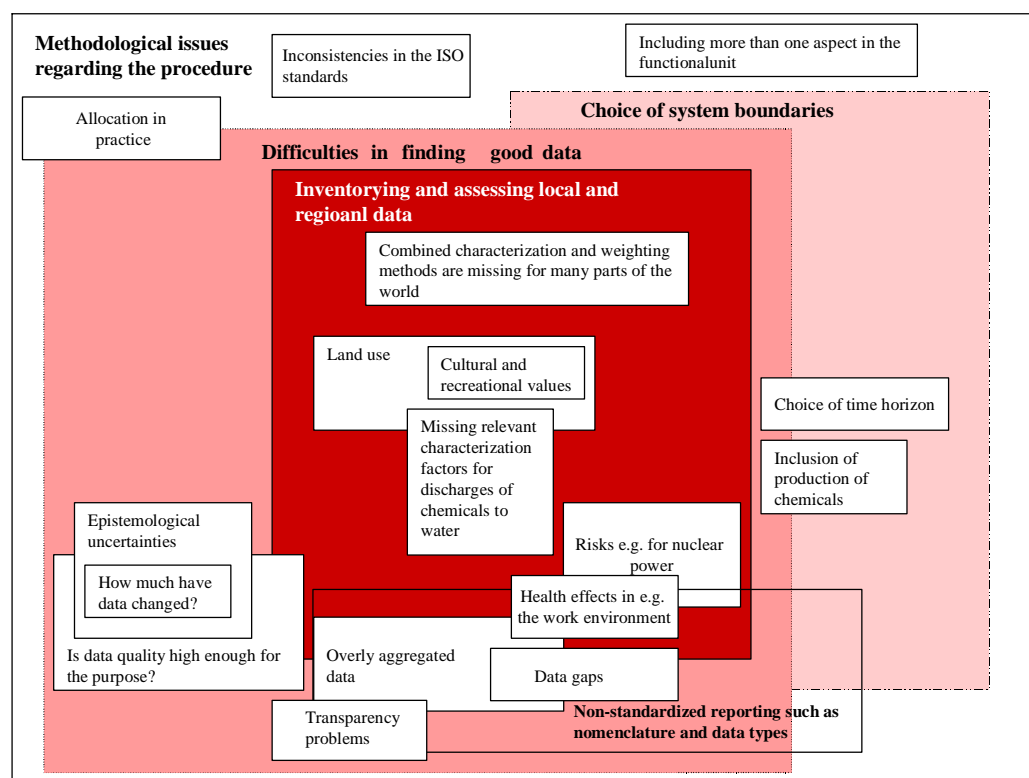 Methodological issues
regarding the procedure
Inconsistencies in the ISO
standards
Including more than one aspect in the
functionalunit
Allocation in
practice
Choice of system boundaries
Difficulties in finding good data
Inventorying and assessing local and
regioanl data
Combined characterization and weighting
methods are missing for many parts of the
world
Land use
Cultural and
recreational values
Choice of time horizon
Missing relevant
characterization
factors for
discharges of
chemicals to
water
Inclusion of
production of
chemicals
Epistemological
uncertainties
How much have
data changed?
Is data quality high enough for
the purpose?
Risks e.g. for nuclear
power
Health effects in e.g.
the work environment
Overly aggregated
data
Data gaps
Transparency
problems
Non-standardized reporting such as
nomenclature and data types